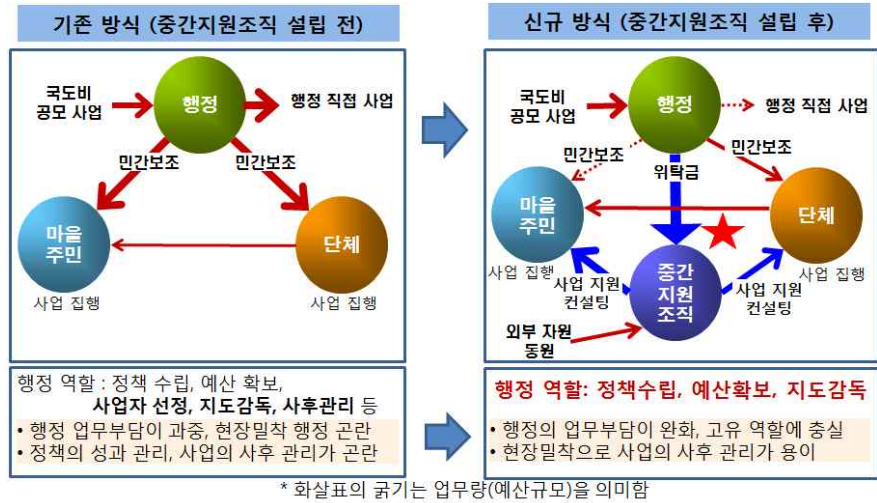 기존 방식 (중간지원조직 설립 전)
국도비
공모 사업
행정
행정 직접 사업
민간보조
민간보조
마을
주민
단체
사업 집행
사업 집행
행정 역할 : 정책 수립, 예산 확보,
사업자 선정, 지도감독, 사후관리 등
• 행정 업무부담이 과중, 현장밀착 행정 곤란
• 정책의 성과 관리, 사업의 사후 관리가 곤란
신규 방식 (중간지원조직 설립 후)
국도비
공모 사업
행정
행정 직접 사업
민간보조
민간보조
위탁금
마을
주민
단체
사업 집행
사업 집행
중간
지원
조직
사업 지원
컨설팅
사업 지원
컨설팅
외부 자원
동원
행정 역할: 정책수립, 예산확보, 지도감독
• 행정의 업무부담이 완화, 고유 역할에 충실
• 현장밀착으로 사업의 사후 관리가 용이
* 화살표의 굵기는 업무량(예산규모)을 의미함